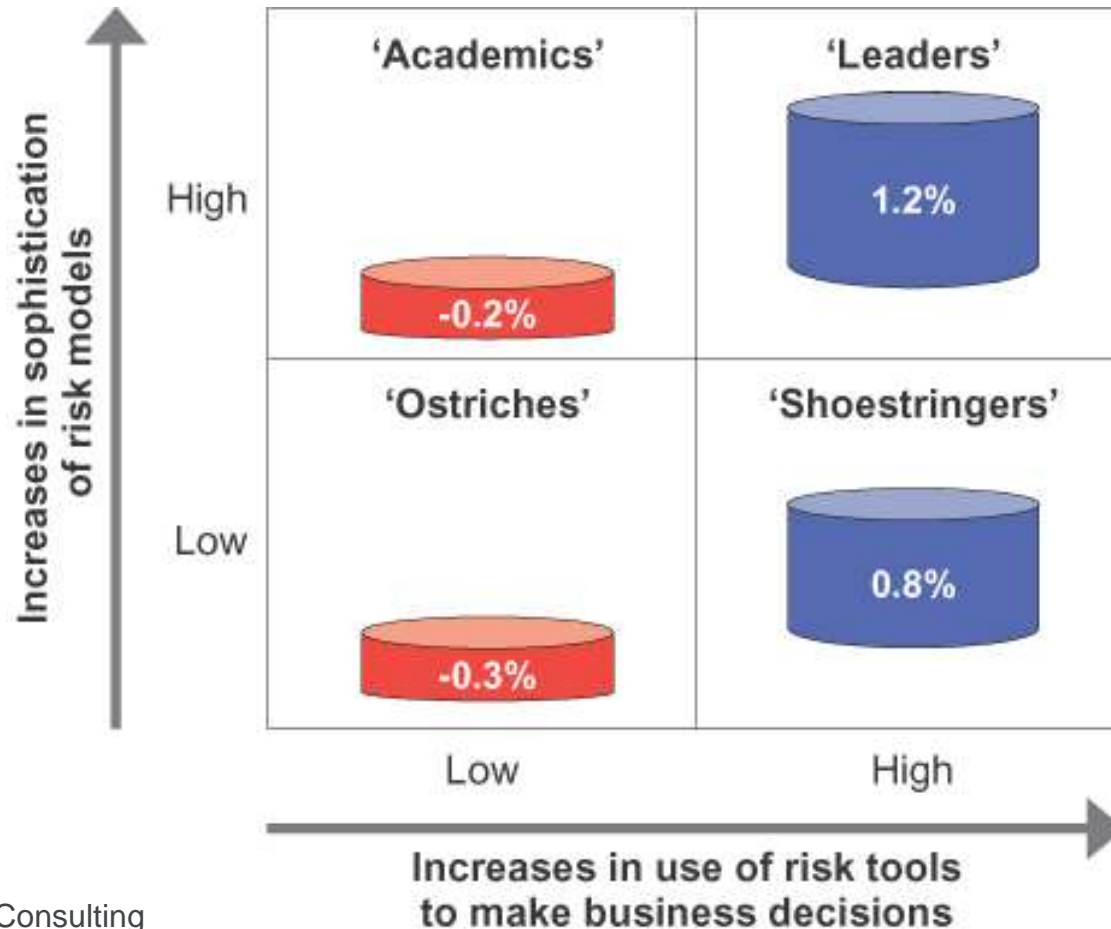 ‘Academics’
‘Leaders’
High
-0.2%
1.2%
‘Ostriches’
‘Shoestringers’
Low
-0.3%
0.8%
Low
High
Increases in sophistication
of risk models
Increases in use of risk tools
to make business decisions
Consulting